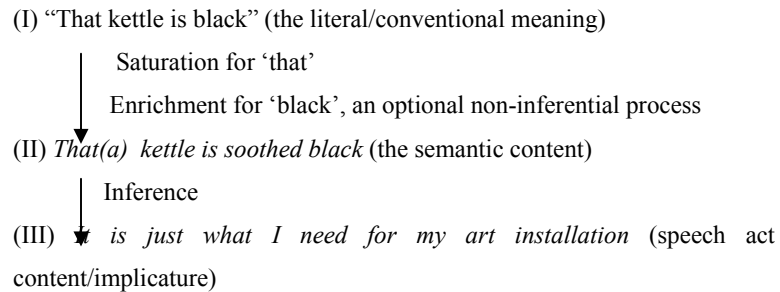 (I) “That kettle is black” (the literal/conventional meaning)
Saturation for ‘that’
Enrichment for ‘black’, an optional non-inferential process
(II) That(a) kettle is soothed black (the semantic content)
Inference
(III) It is just what I need for my art installation (speech act
content/implicature)